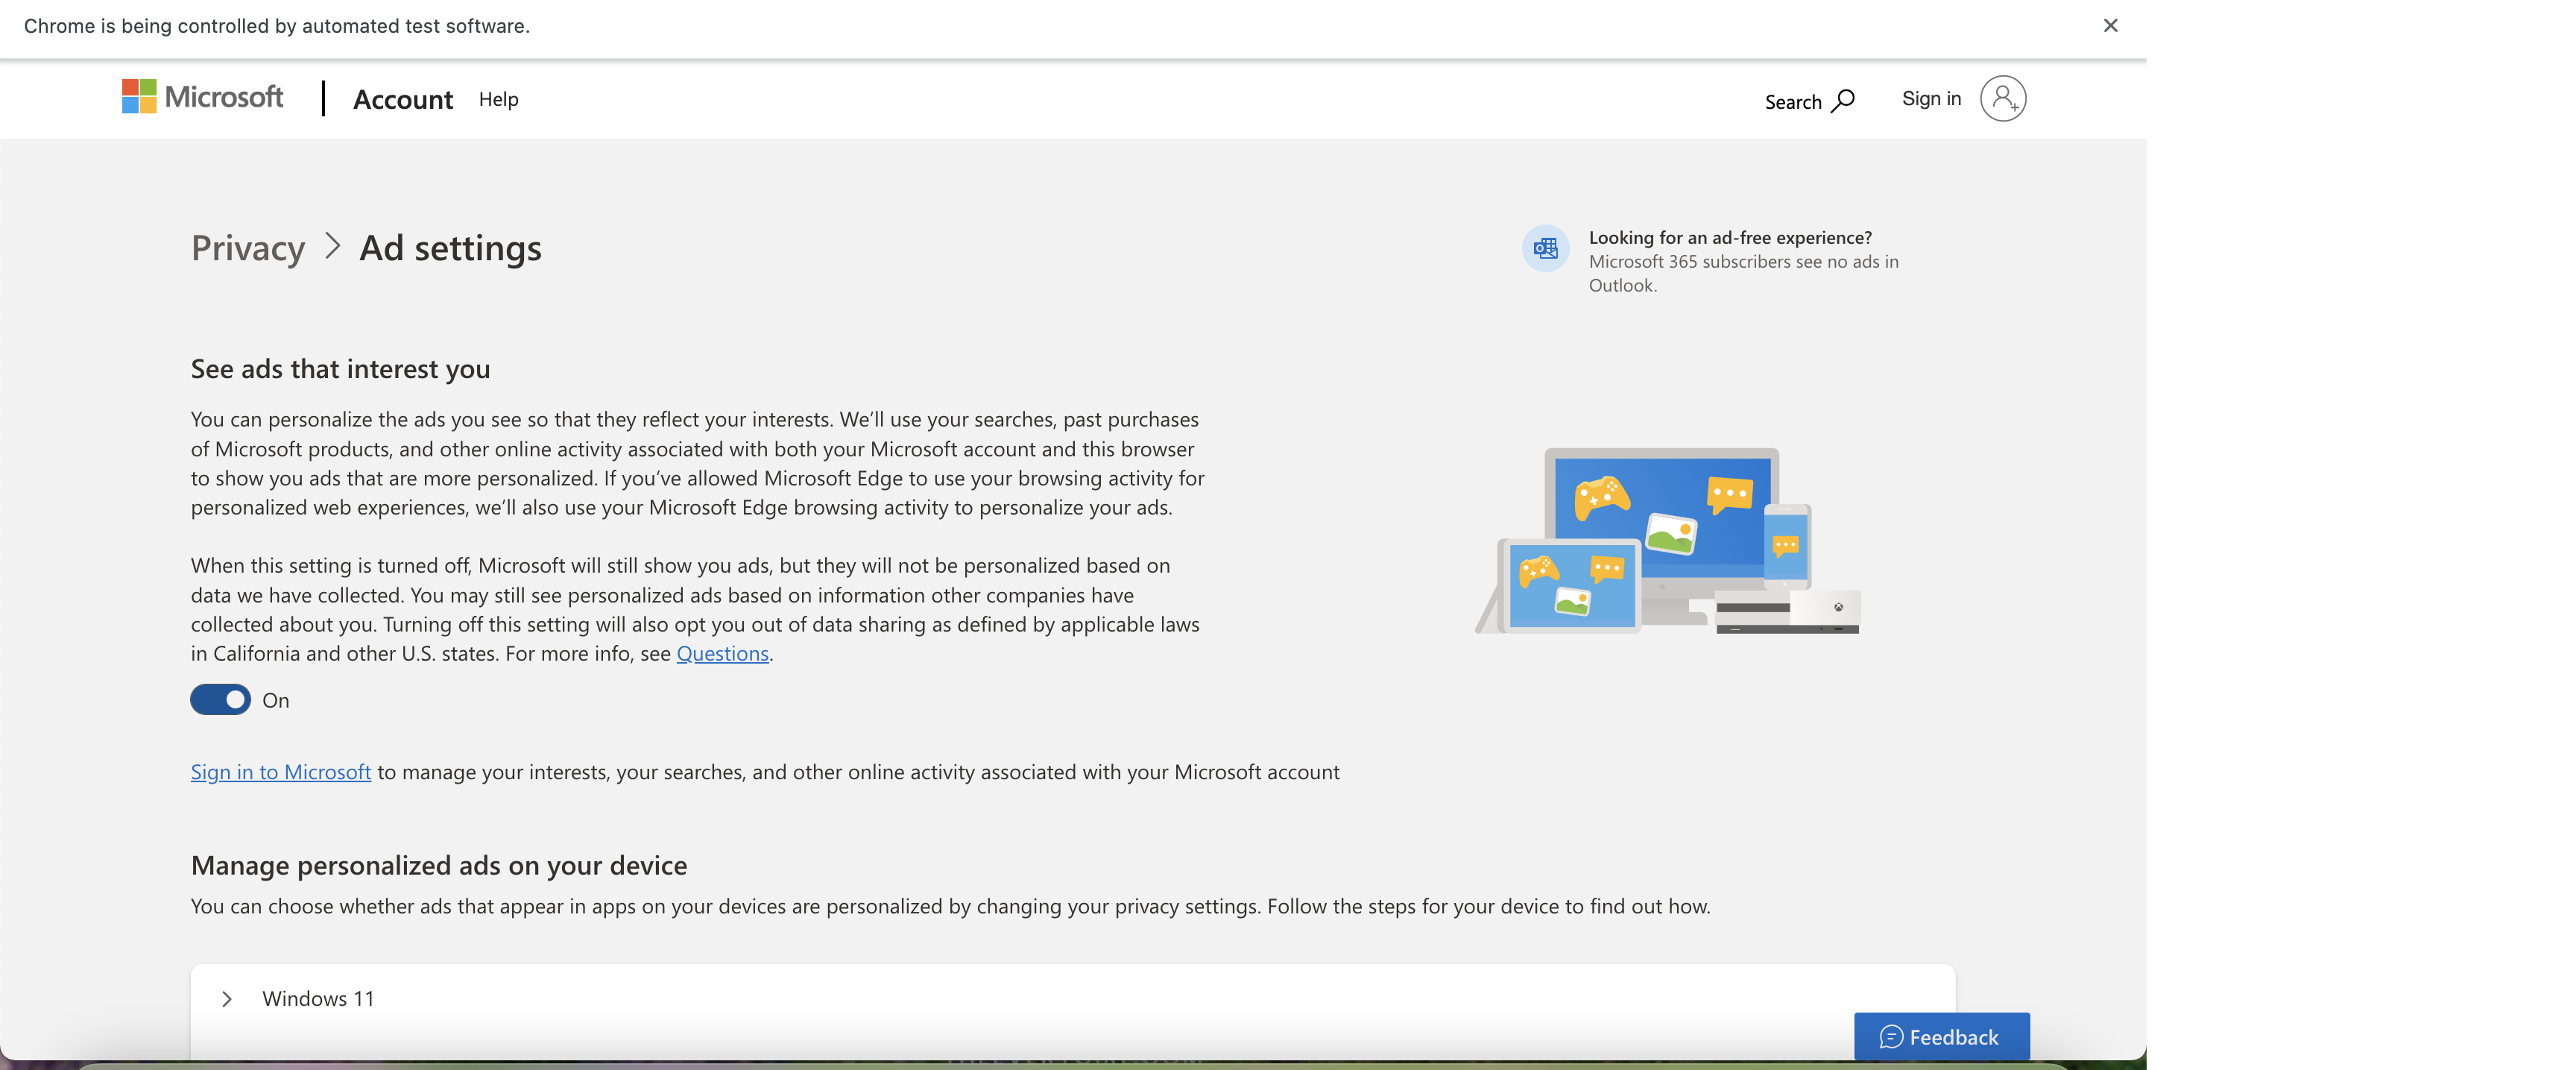 Chrome is being controlled by automated test software.
Microsoft
Account
Help
Search
Sign in
Privacy
Ad settings
Looking for an ad-free experience?
Microsoft 365 subscribers see no ads in
Outlook.
See ads that interest you
You can personalize the ads you see so that they reflect your interests. We’ll use your searches, past purchases
of Microsoft products, and other online activity associated with both your Microsoft account and this browser
to show you ads that are more personalized. If you’ve allowed Microsoft Edge to use your browsing activity for
personalized web experiences, we’ll also use your Microsoft Edge browsing activity to personalize your ads.
When this setting is turned off, Microsoft will still show you ads, but they will not be personalized based on
data we have collected. You may still see personalized ads based on information other companies have
collected about you. Turning off this setting will also opt you out of data sharing as defined by applicable laws
in California and other U.S. states. For more info, see Questions.
On
Sign in to Microsoft to manage your interests, your searches, and other online activity associated with your Microsoft account
Manage personalized ads on your device
You can choose whether ads that appear in apps on your devices are personalized by changing your privacy settings. Follow the steps for your device to find out how.
Windows 11
Feedback